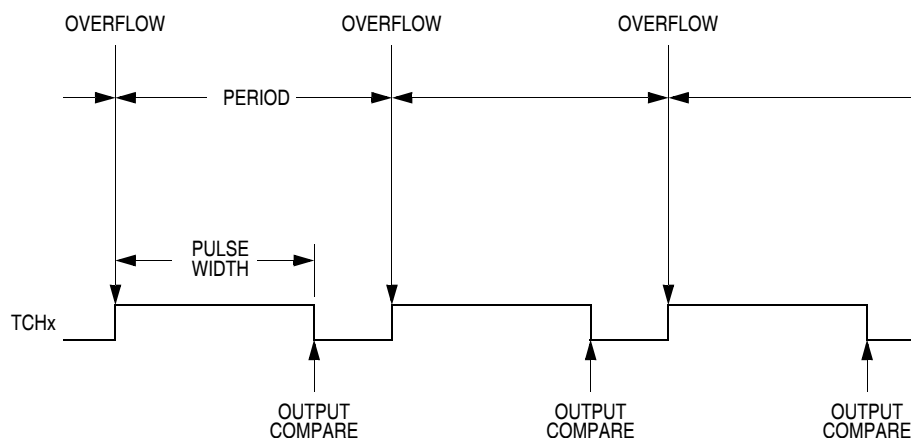 OVERFLOW
OVERFLOW
OVERFLOW
PERIOD
PULSE
WIDTH
TCHx
OUTPUT
COMPARE
OUTPUT
COMPARE
OUTPUT
COMPARE